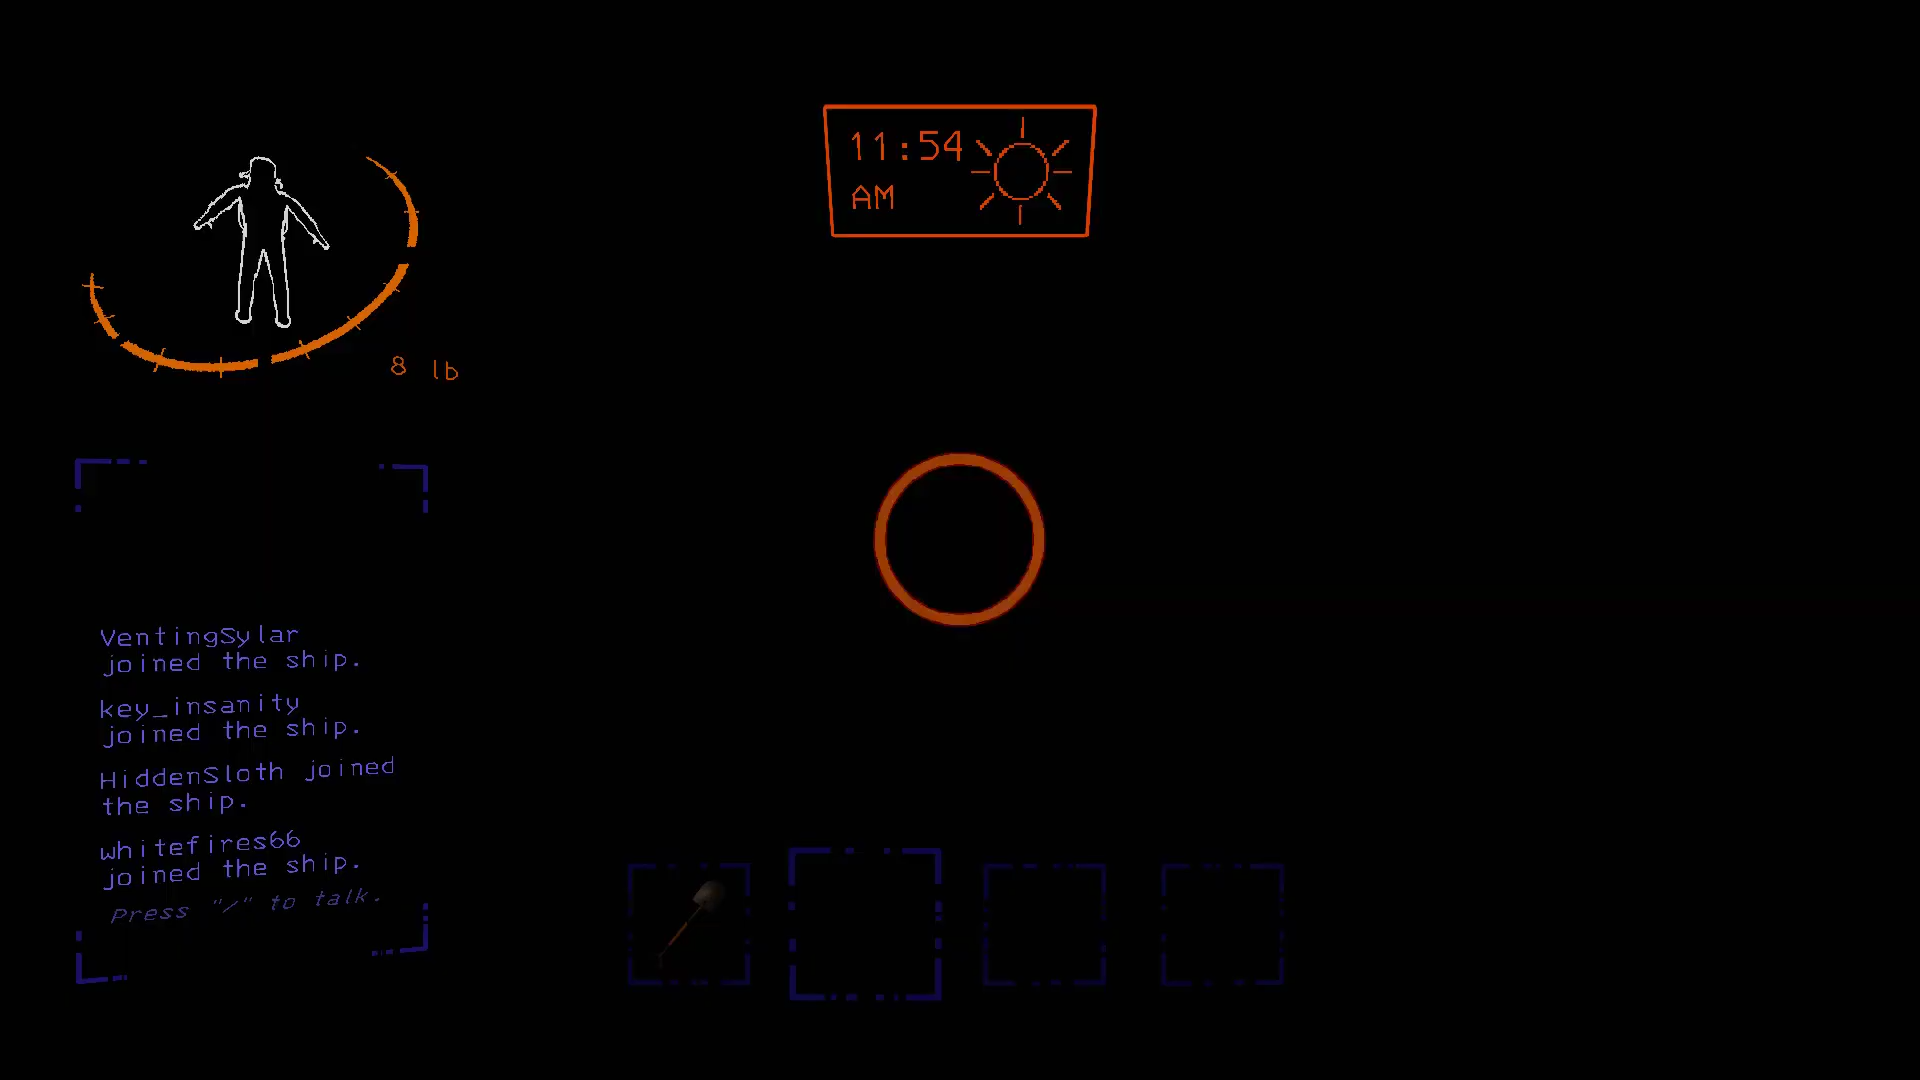 11:54
AM
8 lb
VentingSylar
joined the ship.
key_insanity
joined the ship.
HiddenSloth joined
the ship.
whitefires66
joined the ship.
Press "/" to talk.